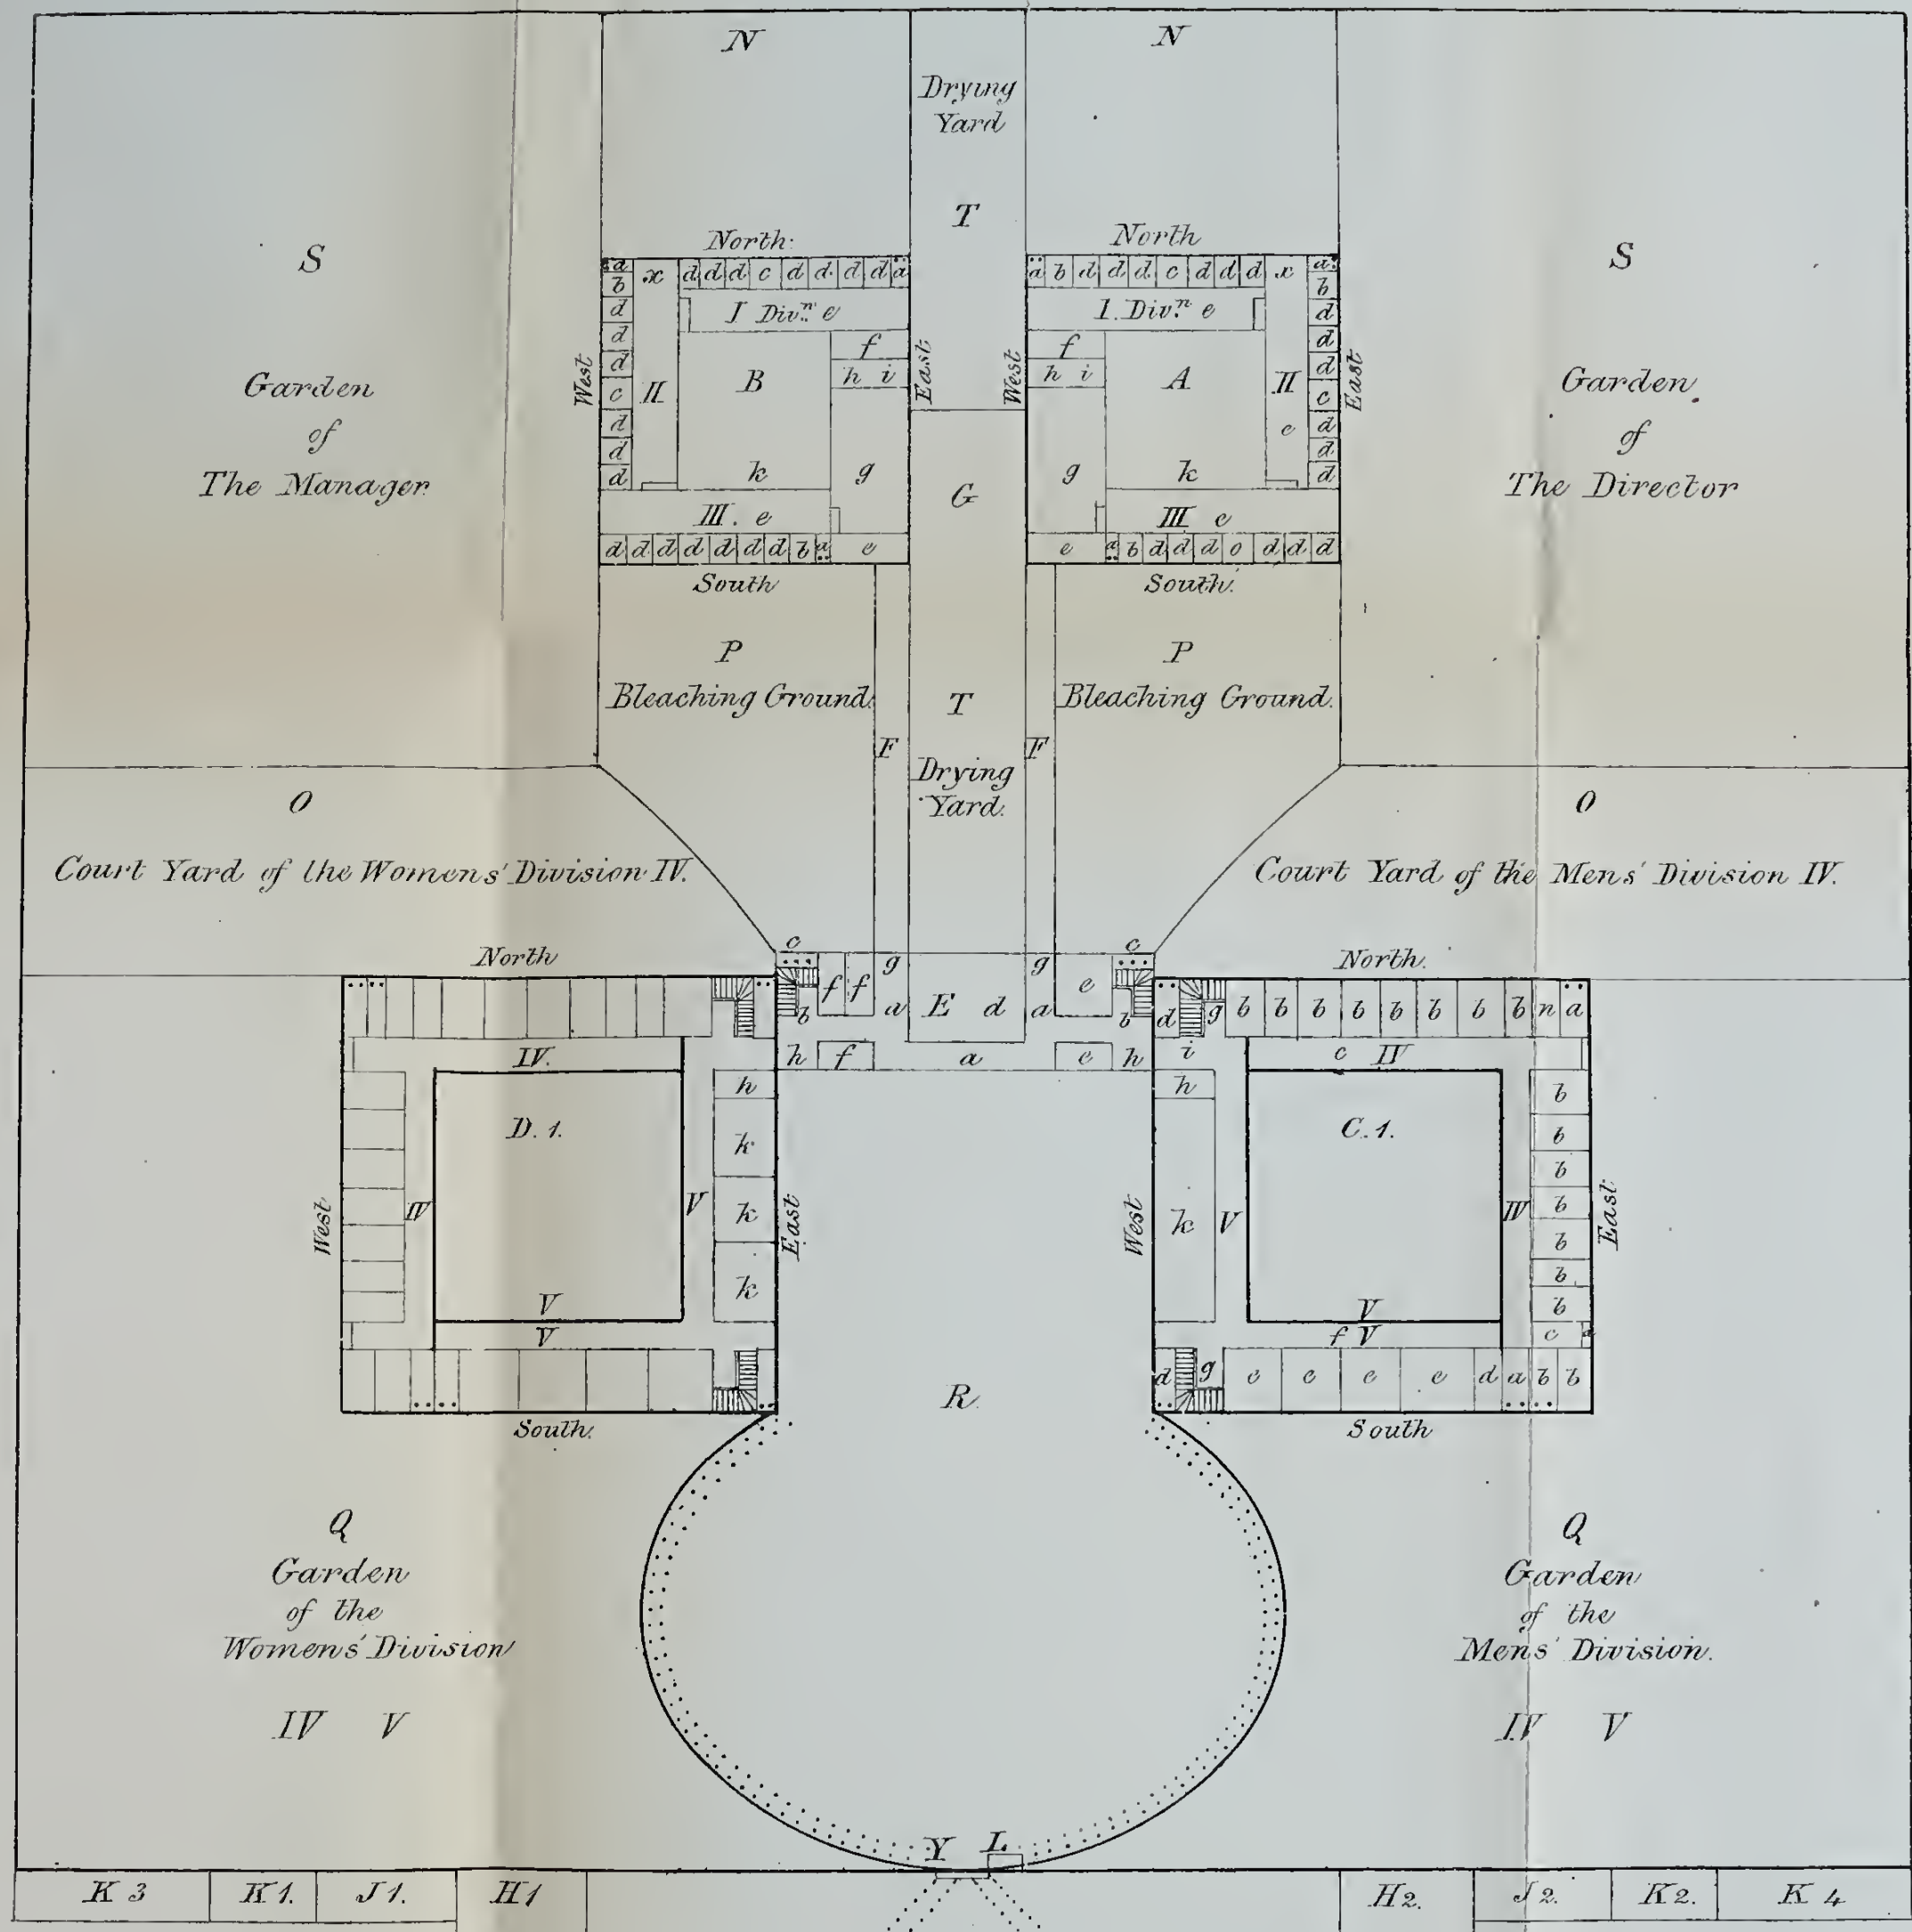 N
N
Drying
Yard
T
S
S
North
North
a x d d d c d d d d a
a b d d d c d d d x a
b
b
I Divn. e
I. Divn. e
d
d
d
d
d
d
c
c
d
d
d
d
d
d
f
f
h i
h i
West
East
West
East
II
B
A
II
e
Garden
of
The Manager
Garden
of
The Director
k
g
G
g
k
III. e
III e
d d d d d d d b a e
e a b d d d o d d d
South
South.
P
Bleaching Ground.
P
Bleaching Ground.
T
F
F
Drying
Yard.
O
O
Court Yard of the Womens' Division IV.
Court Yard of the Mens' Division IV.
North
North.
c
c
f f
g
g
e
b
a
E d
a
b
d
g
b b b b b b b b n a
h
f
a
e
h
i
IV.
c IV
h
h
D. 1.
C. 1.
k
k
k
k
West
IV
V
East
West
V
IV
East
b
b
b
b
b
b
b
V
V
V
f V
c
a
d g e e e e d a b b
R
South.
South
Q
Garden
of the
Womens' Division
IV V
Q
Garden
of the
Mens' Division.
IV V
Y L
K 3
K 1.
J 1.
H1
H2.
J 2.
K 2.
K 4